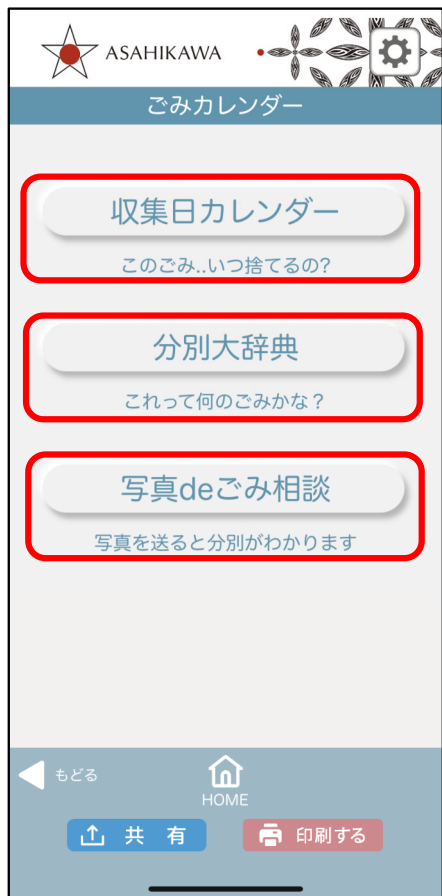 ASAHIKAWA
ごみカレンダー
収集日カレンダー
このごみ..いつ捨てるの?
分別大辞典
これって何のごみかな？
写真deごみ相談
写真を送ると分別がわかります
もどる
HOME
共 有
印刷する